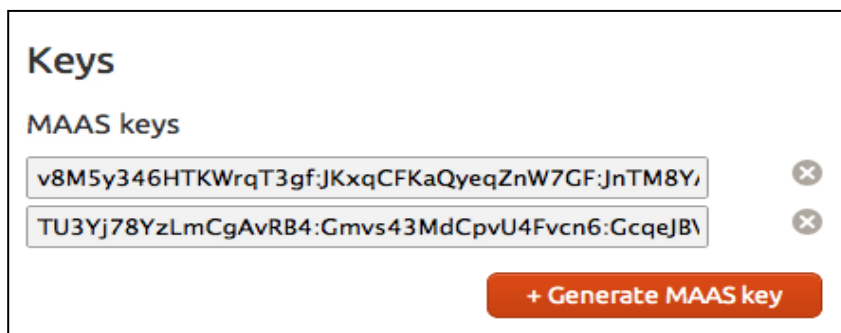 Keys
MAAS keys
v8M5y346HTKWrqT3gf:JKxqCFKaQyeqZnW7GF:JnTM8Y
TU3Yj78YzLmCgAvRB4:Gmvs43MdCpvU4Fvcn6:GcqeJB
+ Generate MAAS key